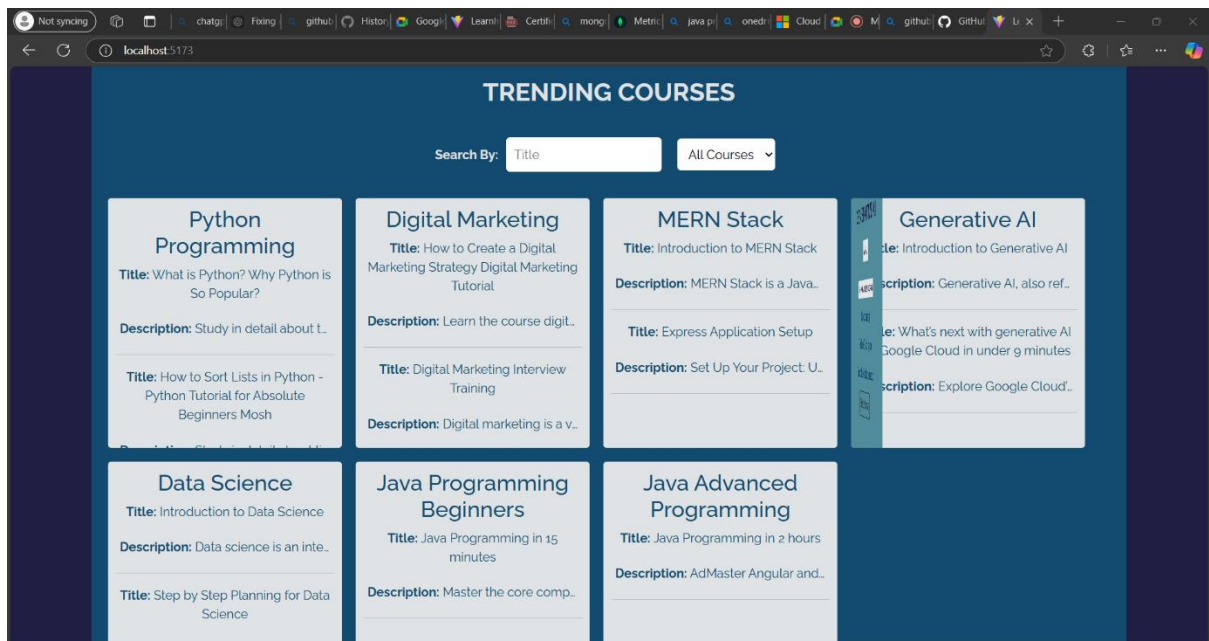 Not syncing
chatgp
Fixing
github
Histor
Googl
Learnh
Certifi
mong
Metric
java pr
onedr
Cloud
M
github
GitHu
localhost:5173
TRENDING COURSES
Search By:
Title
All Courses
Python
Programming
Title: What is Python? Why Python is
So Popular?
Description: Study in detail about t...
Title: How to Sort Lists in Python -
Python Tutorial for Absolute
Beginners Mosh
Digital Marketing
Title: How to Create a Digital
Marketing Strategy Digital Marketing
Tutorial
Description: Learn the course digit...
Title: Digital Marketing Interview
Training
Description: Digital marketing is a v...
MERN Stack
Title: Introduction to MERN Stack
Description: MERN Stack is a Java...
Title: Express Application Setup
Description: Set Up Your Project: U...
Generative AI
tle: Introduction to Generative AI
scription: Generative AI, also ref...
le: What's next with generative AI
Google Cloud in under 9 minutes
scription: Explore Google Cloud'...
Data Science
Title: Introduction to Data Science
Description: Data science is an inte...
Title: Step by Step Planning for Data
Science
Java Programming
Beginners
Title: Java Programming in 15
minutes
Description: Master the core comp...
Java Advanced
Programming
Title: Java Programming in 2 hours
Description: AdMaster Angular and...